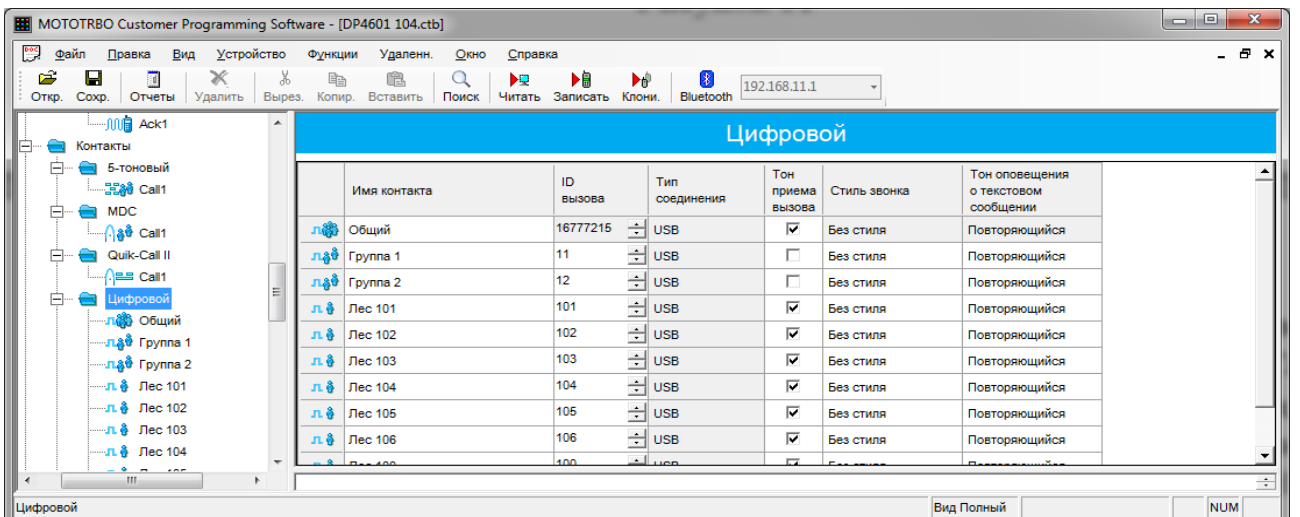 MOTOTRBO Customer Programming Software - [DP4601 104.ctb]
Файл Правка Вид Устройство Функции Удаленн. Окно Справка
Откр. Сохр. Отчеты Удалить Вырез. Копир. Вставить Поиск Читать Записать Клони. Bluetooth 192.168.11.1
Ack1
Контакты
5-тоновый
Call1
MDC
Call1
Quik-Call II
Call1
Цифровой
Общий
Группа 1
Группа 2
Лес 101
Лес 102
Лес 103
Лес 104
Цифровой
Имя контакта ID вызова Тип соединения Тон приема вызова Стиль звонка Тон оповещения о текстовом сообщении
Общий 16777215 USB Без стиля Повторяющийся
Группа 1 11 USB Без стиля Повторяющийся
Группа 2 12 USB Без стиля Повторяющийся
Лес 101 101 USB Без стиля Повторяющийся
Лес 102 102 USB Без стиля Повторяющийся
Лес 103 103 USB Без стиля Повторяющийся
Лес 104 104 USB Без стиля Повторяющийся
Лес 105 105 USB Без стиля Повторяющийся
Лес 106 106 USB Без стиля Повторяющийся
Цифровой Вид Полный NUM